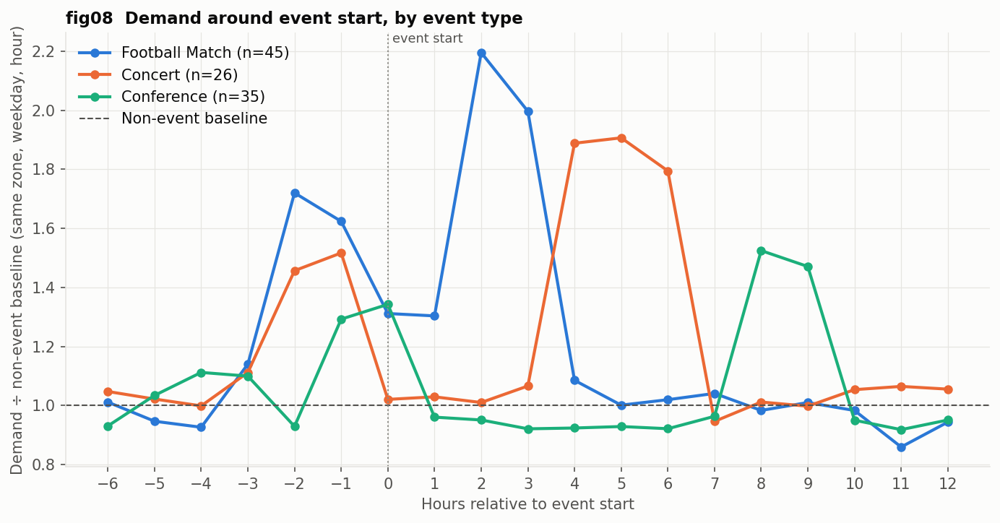 fig08  Demand around event start, by event type
event start
Football Match (n=45)
Concert (n=26)
Conference (n=35)
Non-event baseline
Demand ÷ non-event baseline (same zone, weekday, hour)
2.2
2.0
1.8
1.6
1.4
1.2
1.0
0.8
−6 −5 −4 −3 −2 −1 0 1 2 3 4 5 6 7 8 9 10 11 12
Hours relative to event start